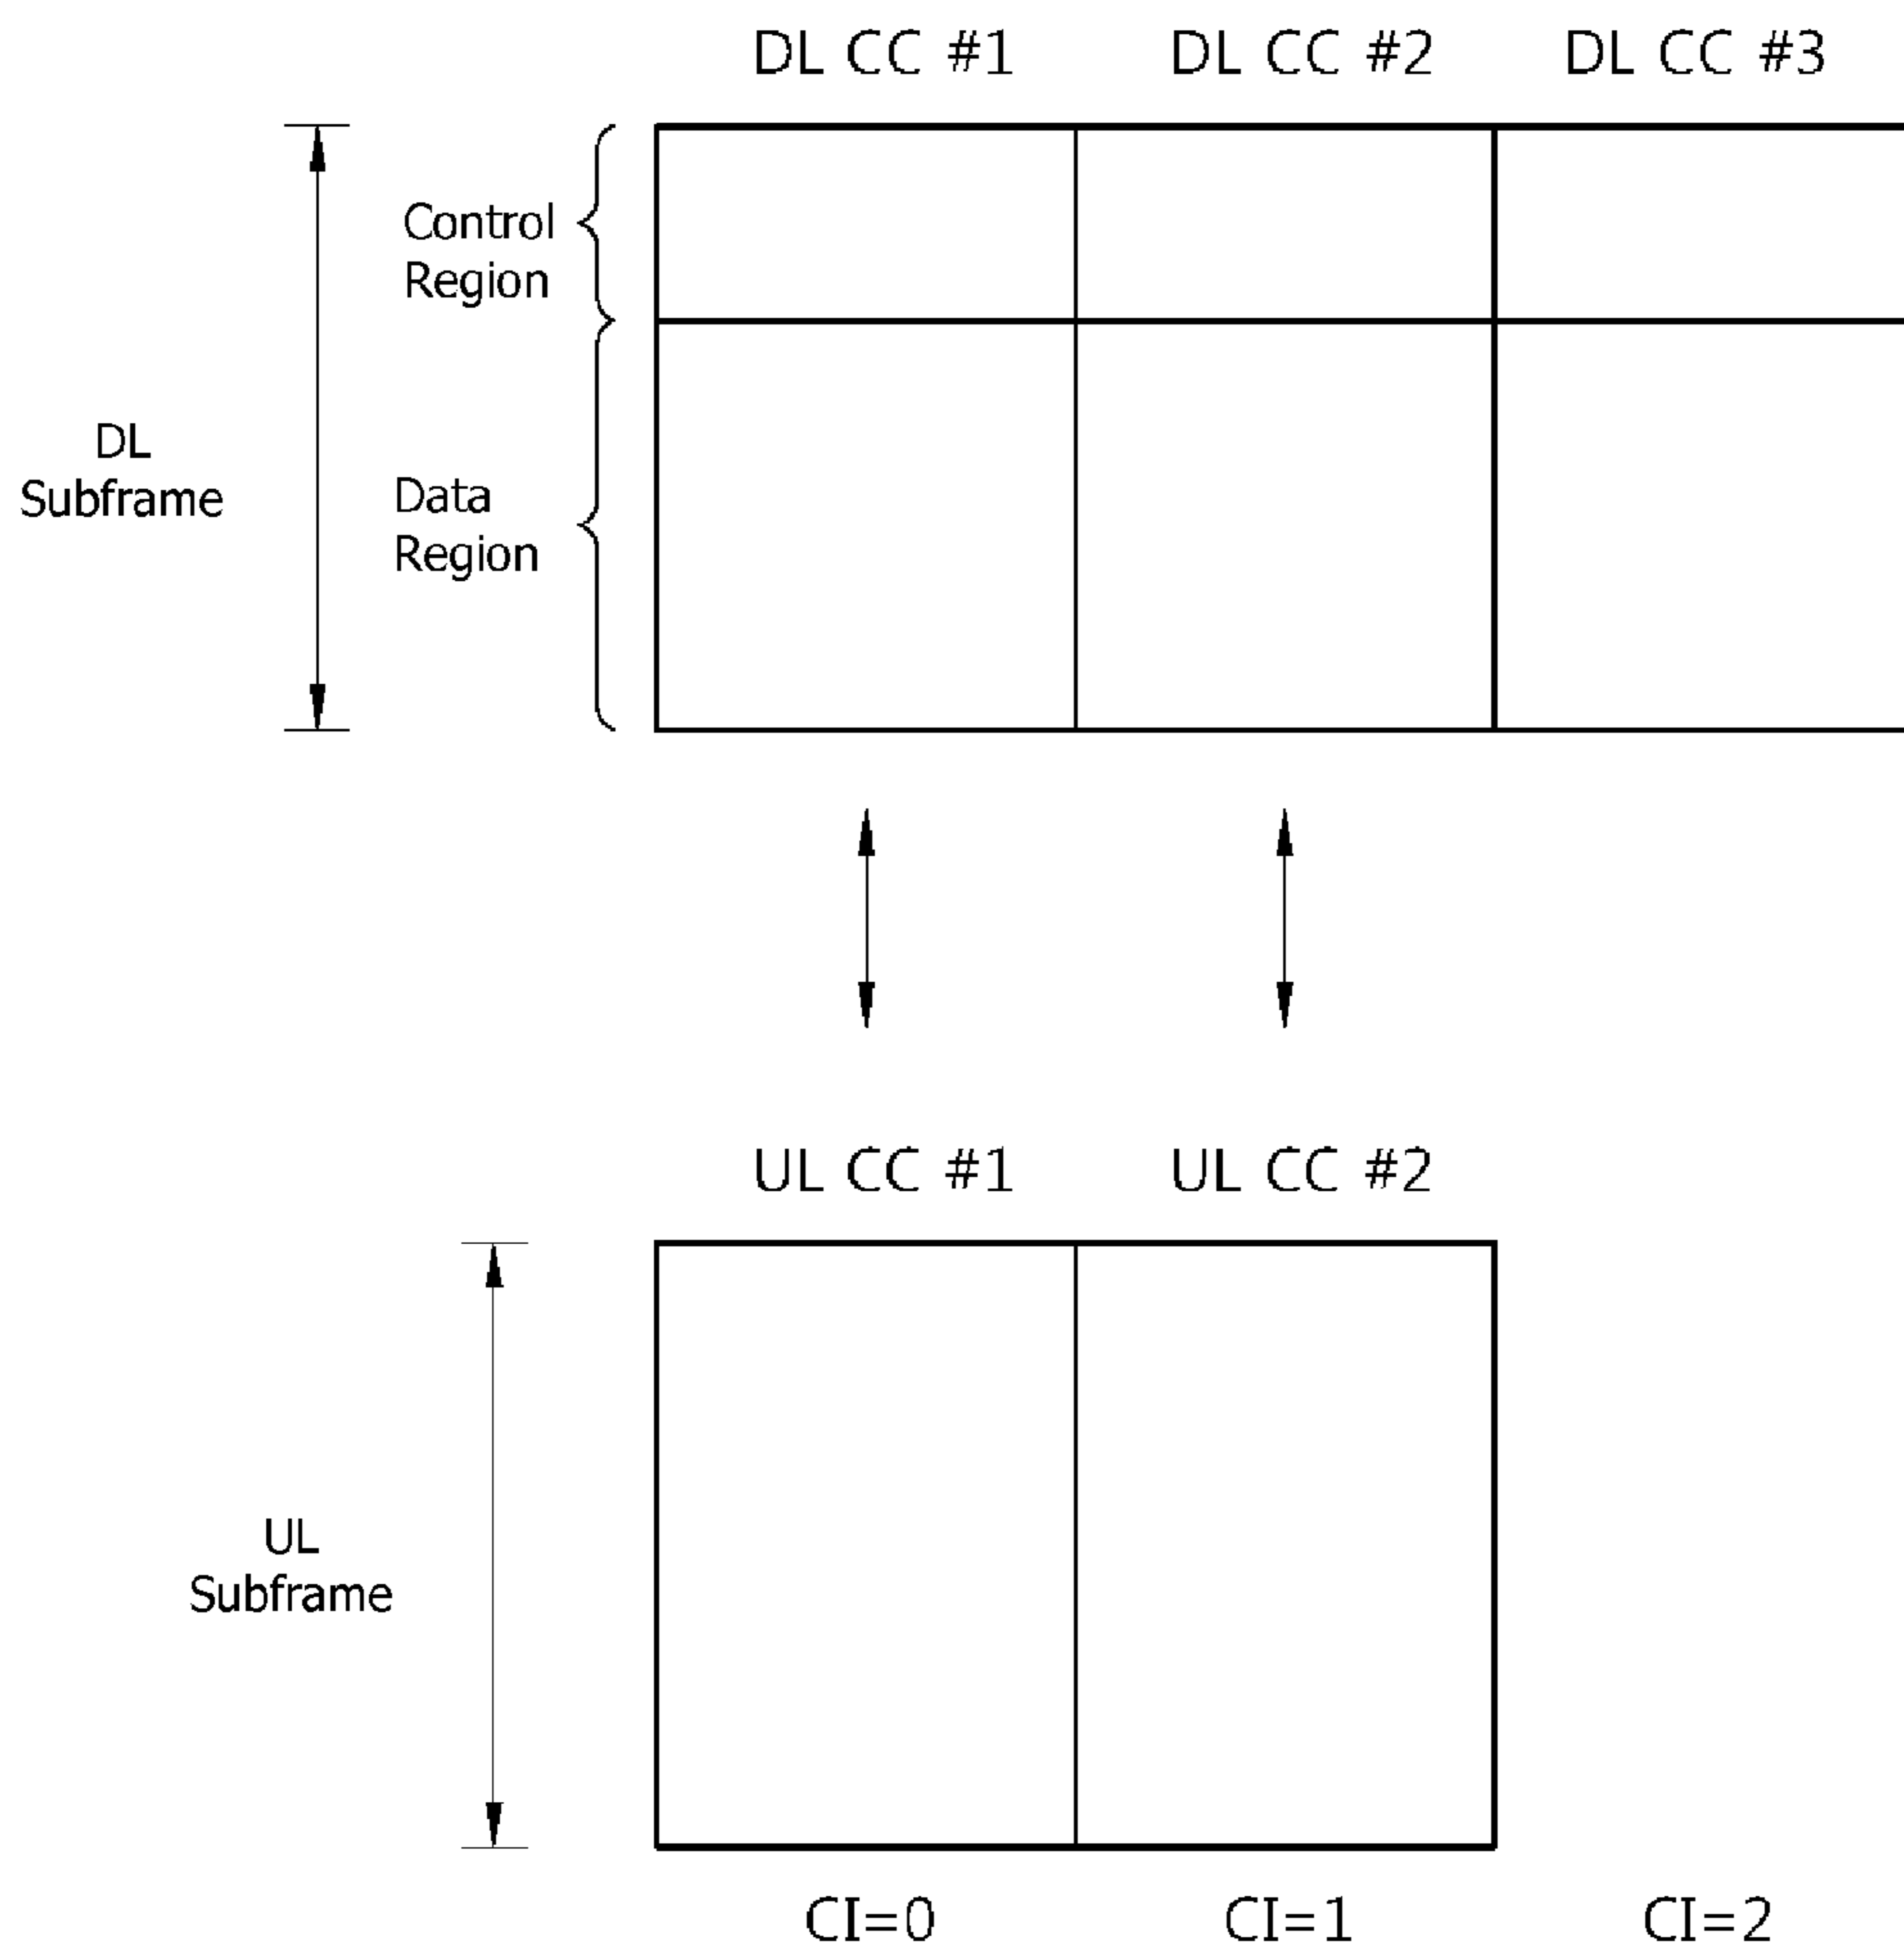 DL CC #1 DL CC #2 DL CC #3
Control
Region
DL
Subframe
Data
Region
UL CC #1 UL CC #2
UL
Subframe
CI=0 CI=1 CI=2